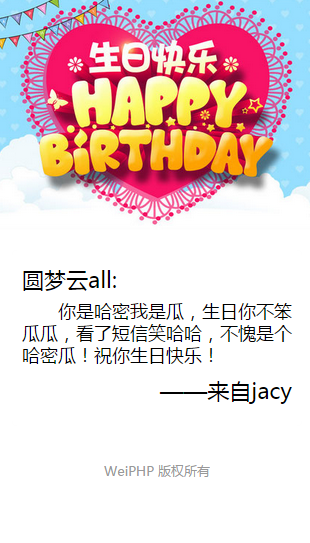 生日快乐
HAPPY
BiRTHDAY
圆梦云all:
你是哈密我是瓜，生日你不笨
瓜瓜，看了短信笑哈哈，不愧是个
哈密瓜！祝你生日快乐！
——来自jacy
WeiPHP 版权所有